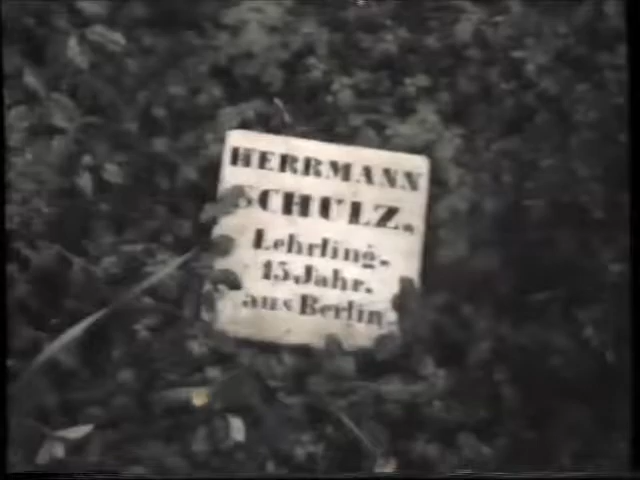 HERRMANN
SCHULZ.
Lehrling.
15 Jahr.
aus Berlin